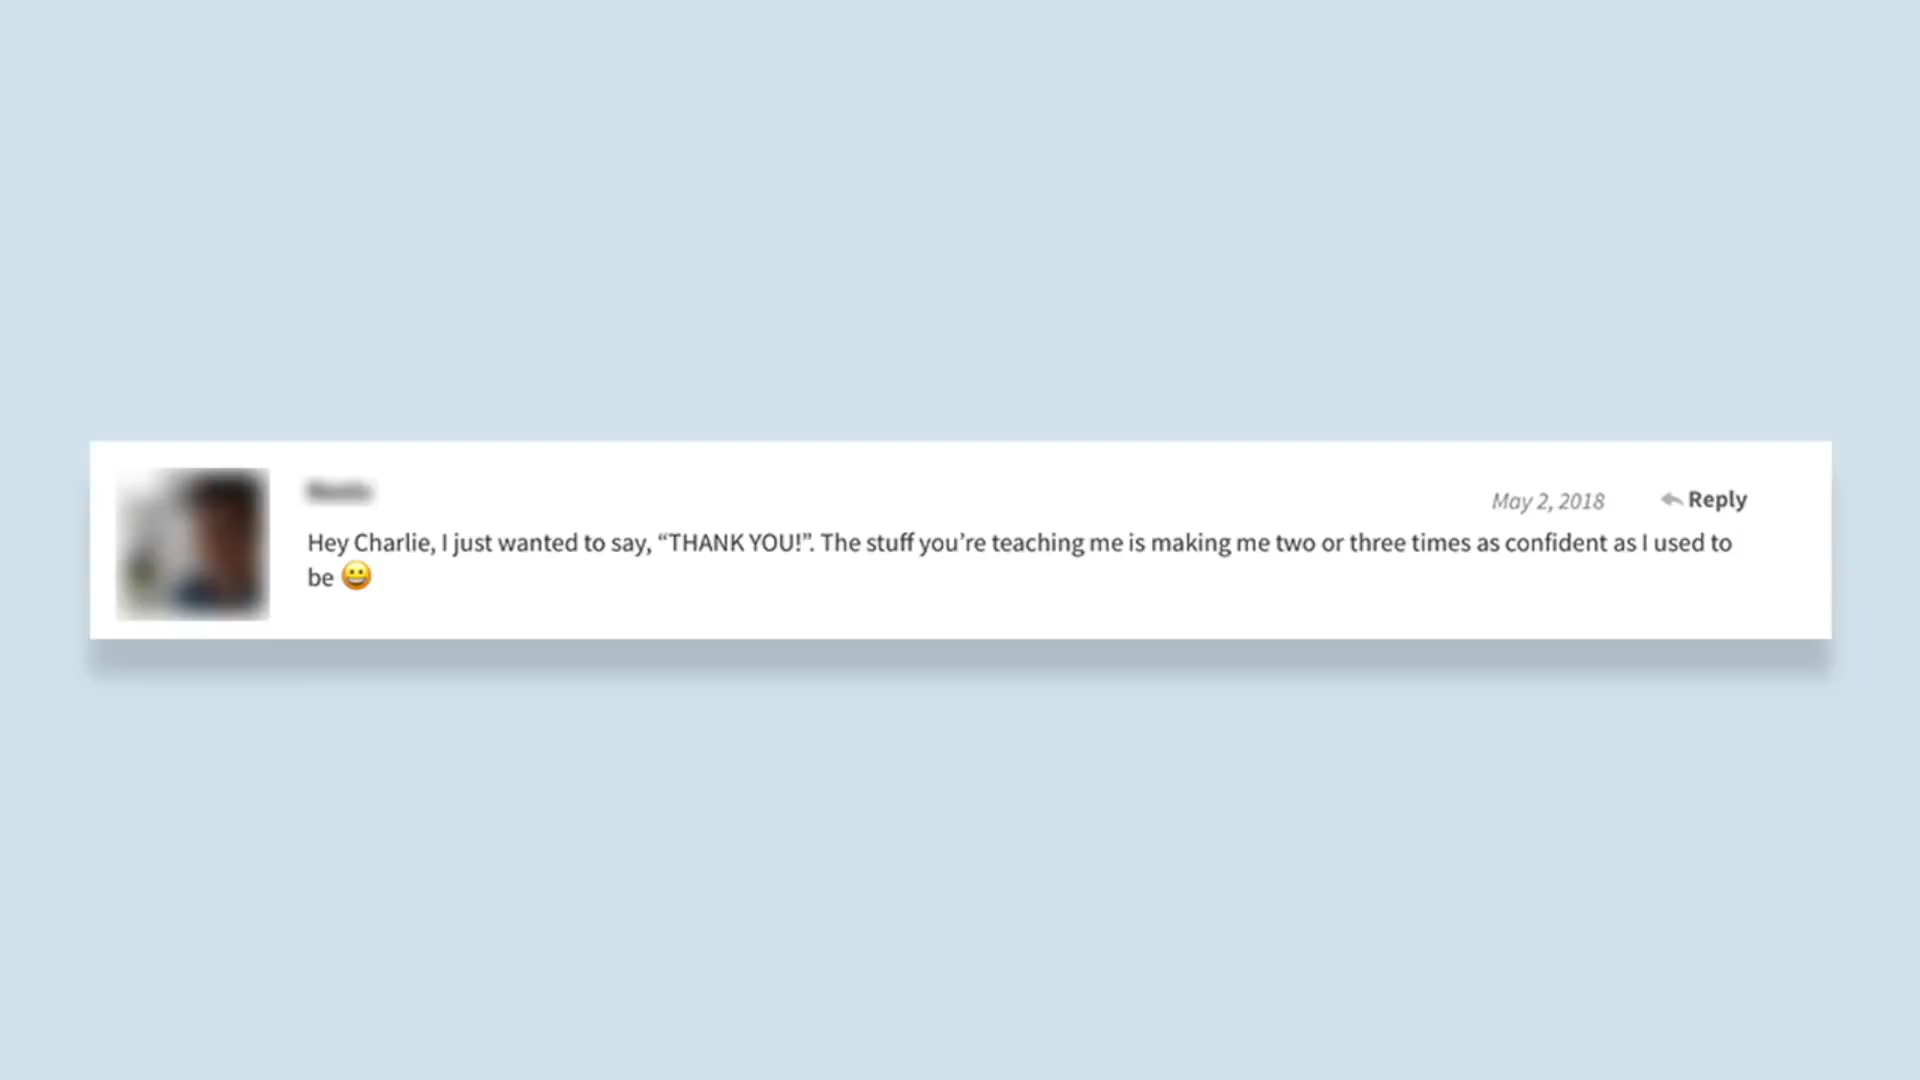 May 2, 2018 Reply
Hey Charlie, I just wanted to say, “THANK YOU!”. The stuff you’re teaching me is making me two or three times as confident as I used to
be 😀